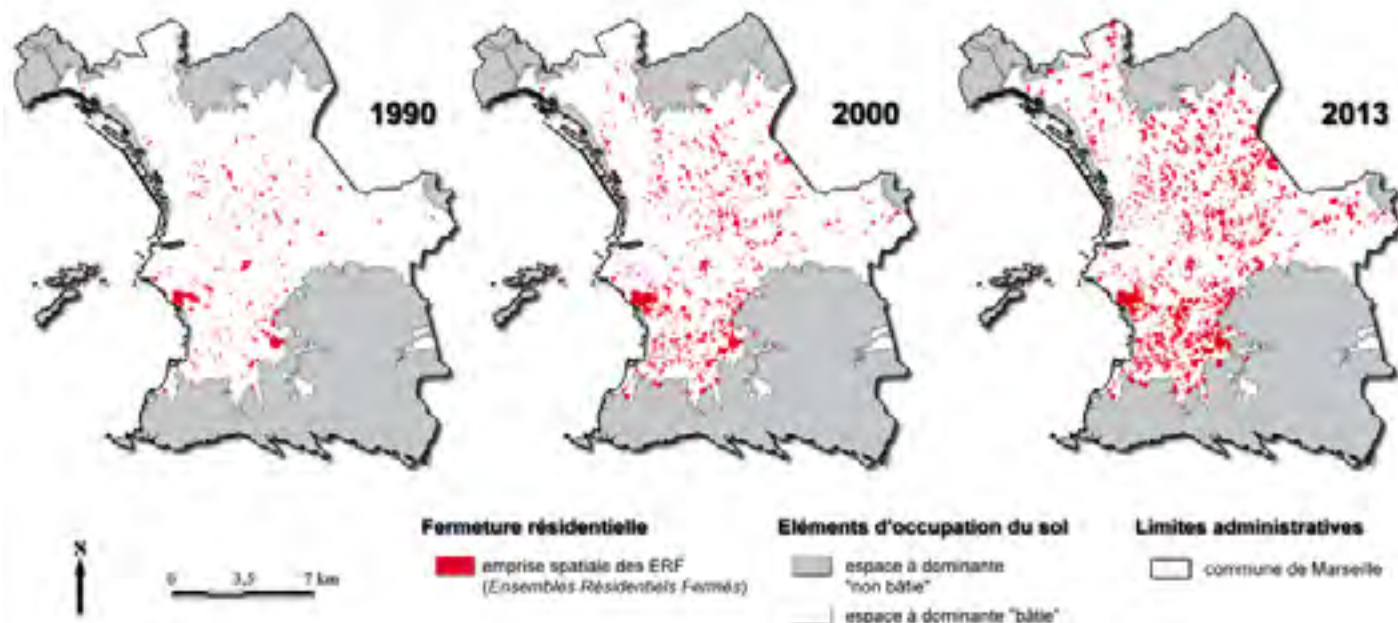 1990
2000
2013
N
0 3,5 7 km
Fermeture résidentielle
emprise spatiale des ERF
(Ensembles Résidentiels Fermés)
Eléments d'occupation du sol
espace à dominante
"non bâtie"
espace à dominante "bâtie"
Limites administratives
commune de Marseille